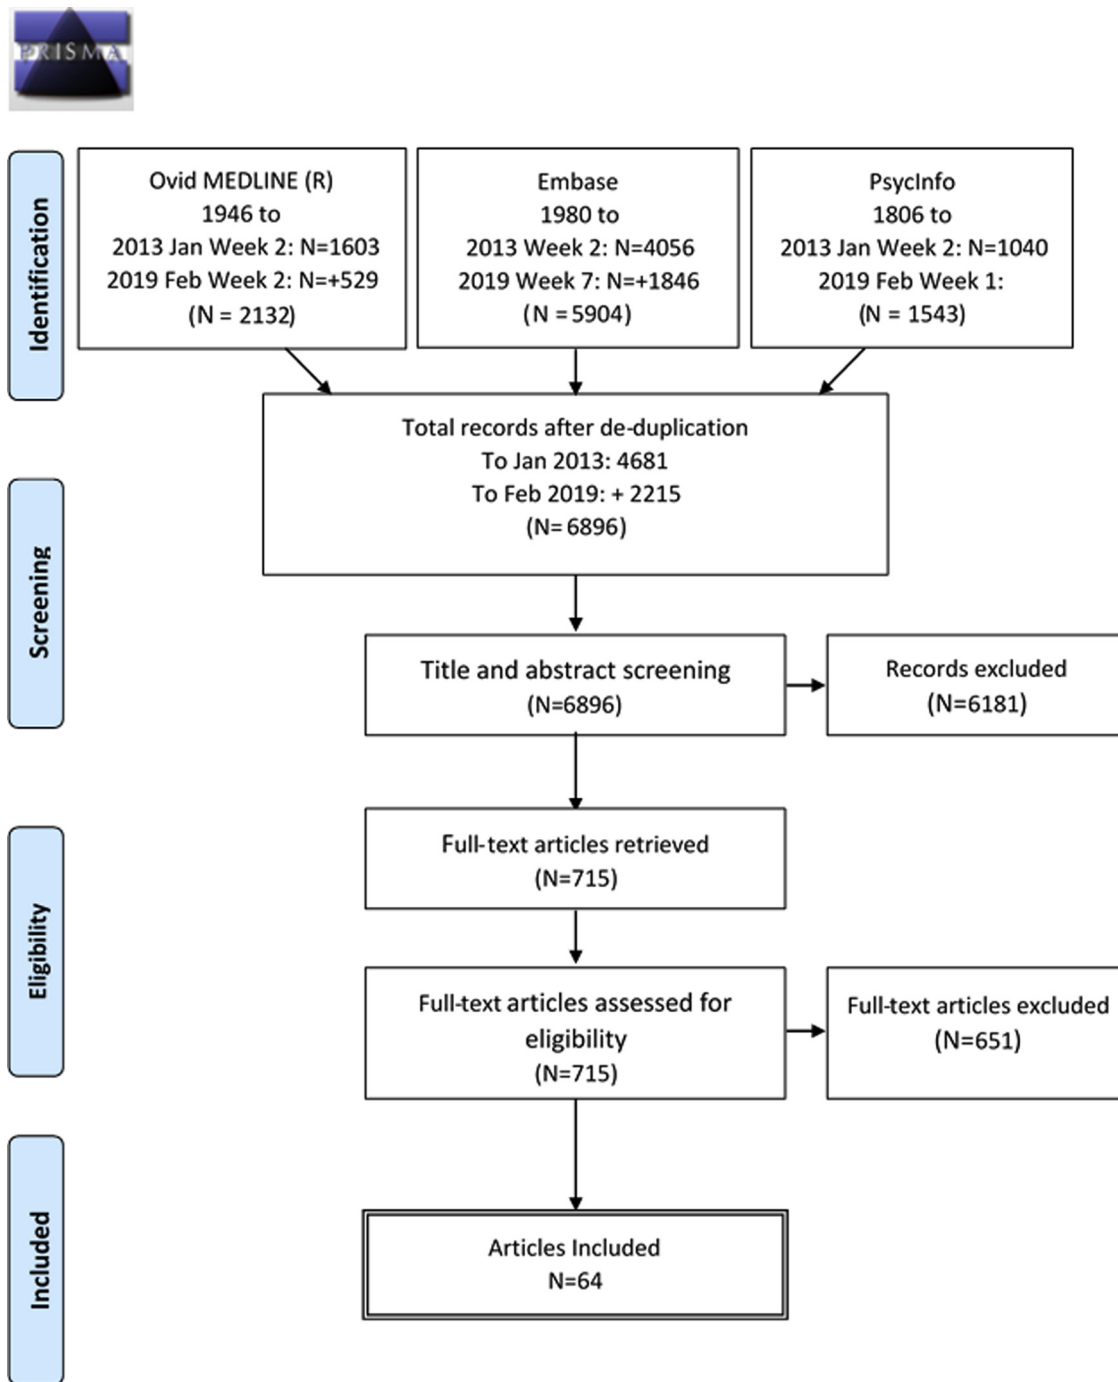 PRISMA
Identification
Ovid MEDLINE (R)
1946 to
2013 Jan Week 2: N=1603
2019 Feb Week 2: N=+529
(N = 2132)
Embase
1980 to
2013 Week 2: N=4056
2019 Week 7: N=+1846
(N = 5904)
PsycInfo
1806 to
2013 Jan Week 2: N=1040
2019 Feb Week 1:
(N = 1543)
Total records after de-duplication
To Jan 2013: 4681
To Feb 2019: + 2215
(N= 6896)
Screening
Title and abstract screening
(N=6896)
Records excluded
(N=6181)
Full-text articles retrieved
(N=715)
Eligibility
Full-text articles assessed for
eligibility
(N=715)
Full-text articles excluded
(N=651)
Included
Articles Included
N=64